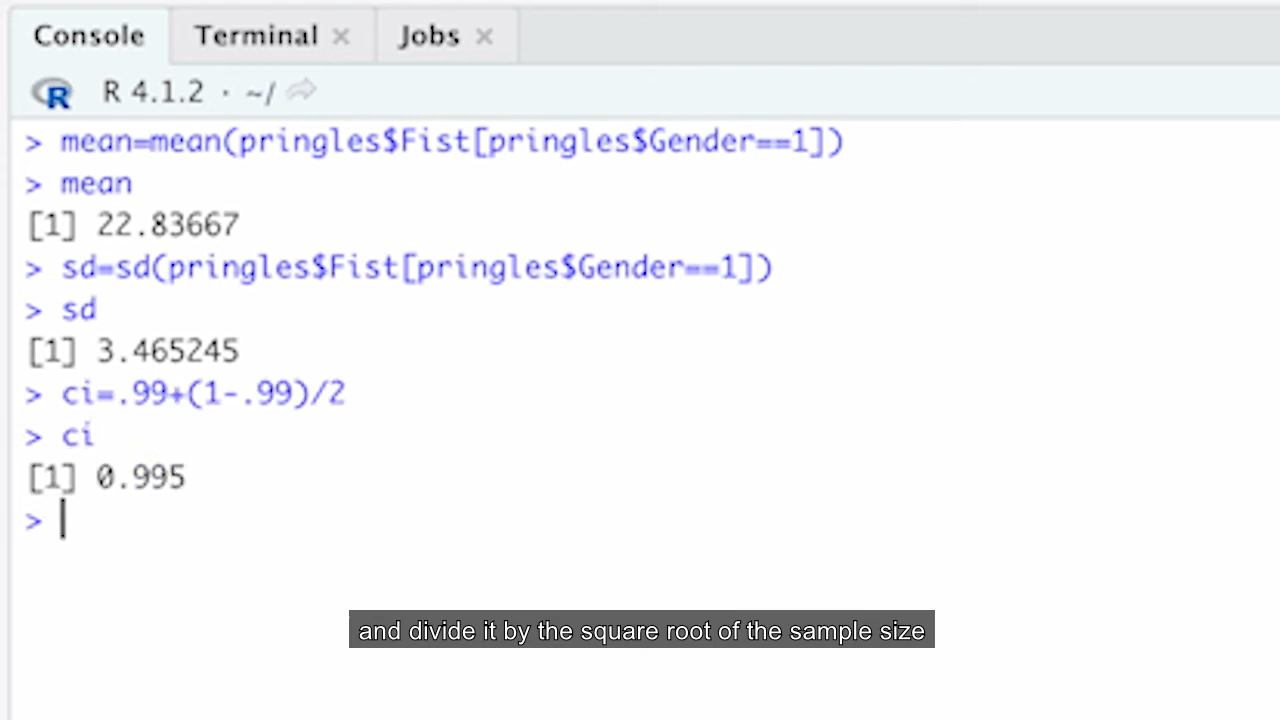 Console Terminal × Jobs ×
R R 4.1.2 · ~/
> mean=mean(pringles$Fist[pringles$Gender==1])
> mean
[1] 22.83667
> sd=sd(pringles$Fist[pringles$Gender==1])
> sd
[1] 3.465245
> ci=.99+(1-.99)/2
> ci
[1] 0.995
>
and divide it by the square root of the sample size